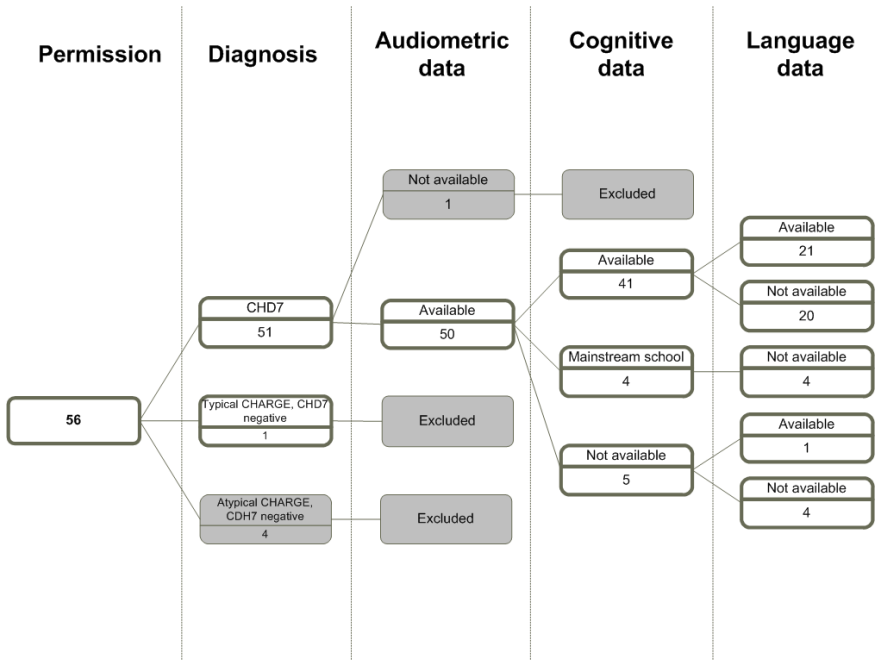 Permission
Diagnosis
Audiometric
data
Cognitive
data
Language
data
56
CHD7
51
Typical CHARGE, CHD7
negative
1
Atypical CHARGE,
CDH7 negative
4
Not available
1
Available
50
Excluded
Excluded
Excluded
Available
41
Mainstream school
4
Not available
5
Available
21
Not available
20
Not available
4
Available
1
Not available
4